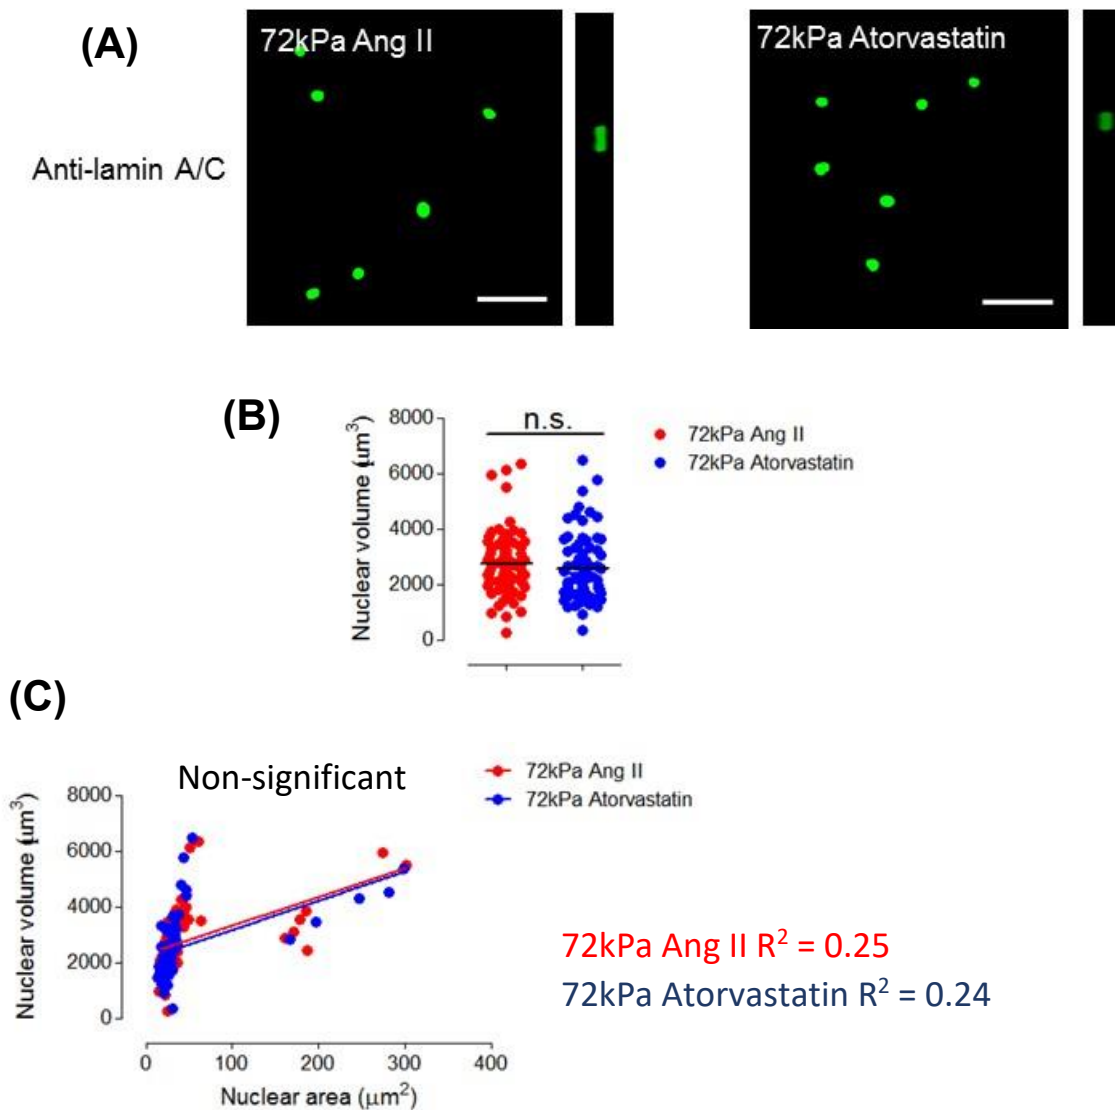 (A)
72kPa Ang II
72kPa Atorvastatin
Anti-lamin A/C
(B)
Nuclear volume (μm³)
8000
6000
4000
2000
0
n.s.
72kPa Ang II
72kPa Atorvastatin
(C)
Non-significant
72kPa Ang II
72kPa Atorvastatin
Nuclear volume (μm³)
8000
6000
4000
2000
0
0 100 200 300 400
Nuclear area (μm²)
72kPa Ang II R² = 0.25
72kPa Atorvastatin R² = 0.24